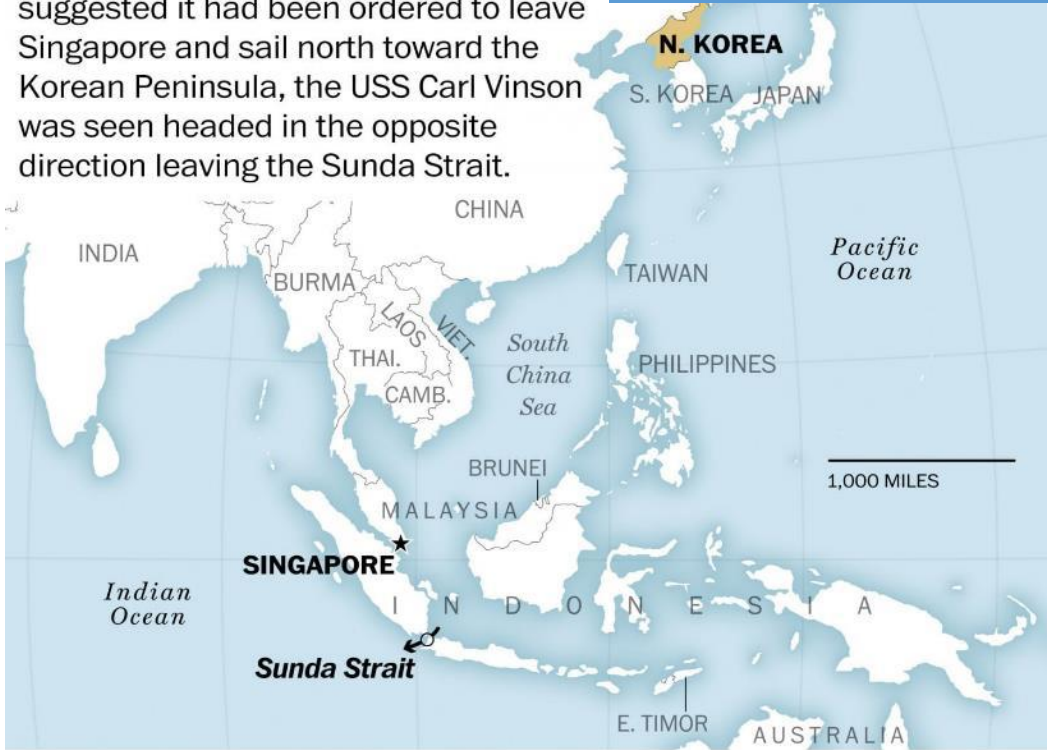 suggested it had been ordered to leave
Singapore and sail north toward the
Korean Peninsula, the USS Carl Vinson
was seen headed in the opposite
direction leaving the Sunda Strait.
N. KOREA
S. KOREA
JAPAN
CHINA
INDIA
BURMA
TAIWAN
Pacific
Ocean
LAOS
VIET.
THAI.
CAMB.
South
China
Sea
PHILIPPINES
BRUNEI
1,000 MILES
MALAYSIA
SINGAPORE
Indian
Ocean
INDONESIA
Sunda Strait
E. TIMOR
AUSTRALIA